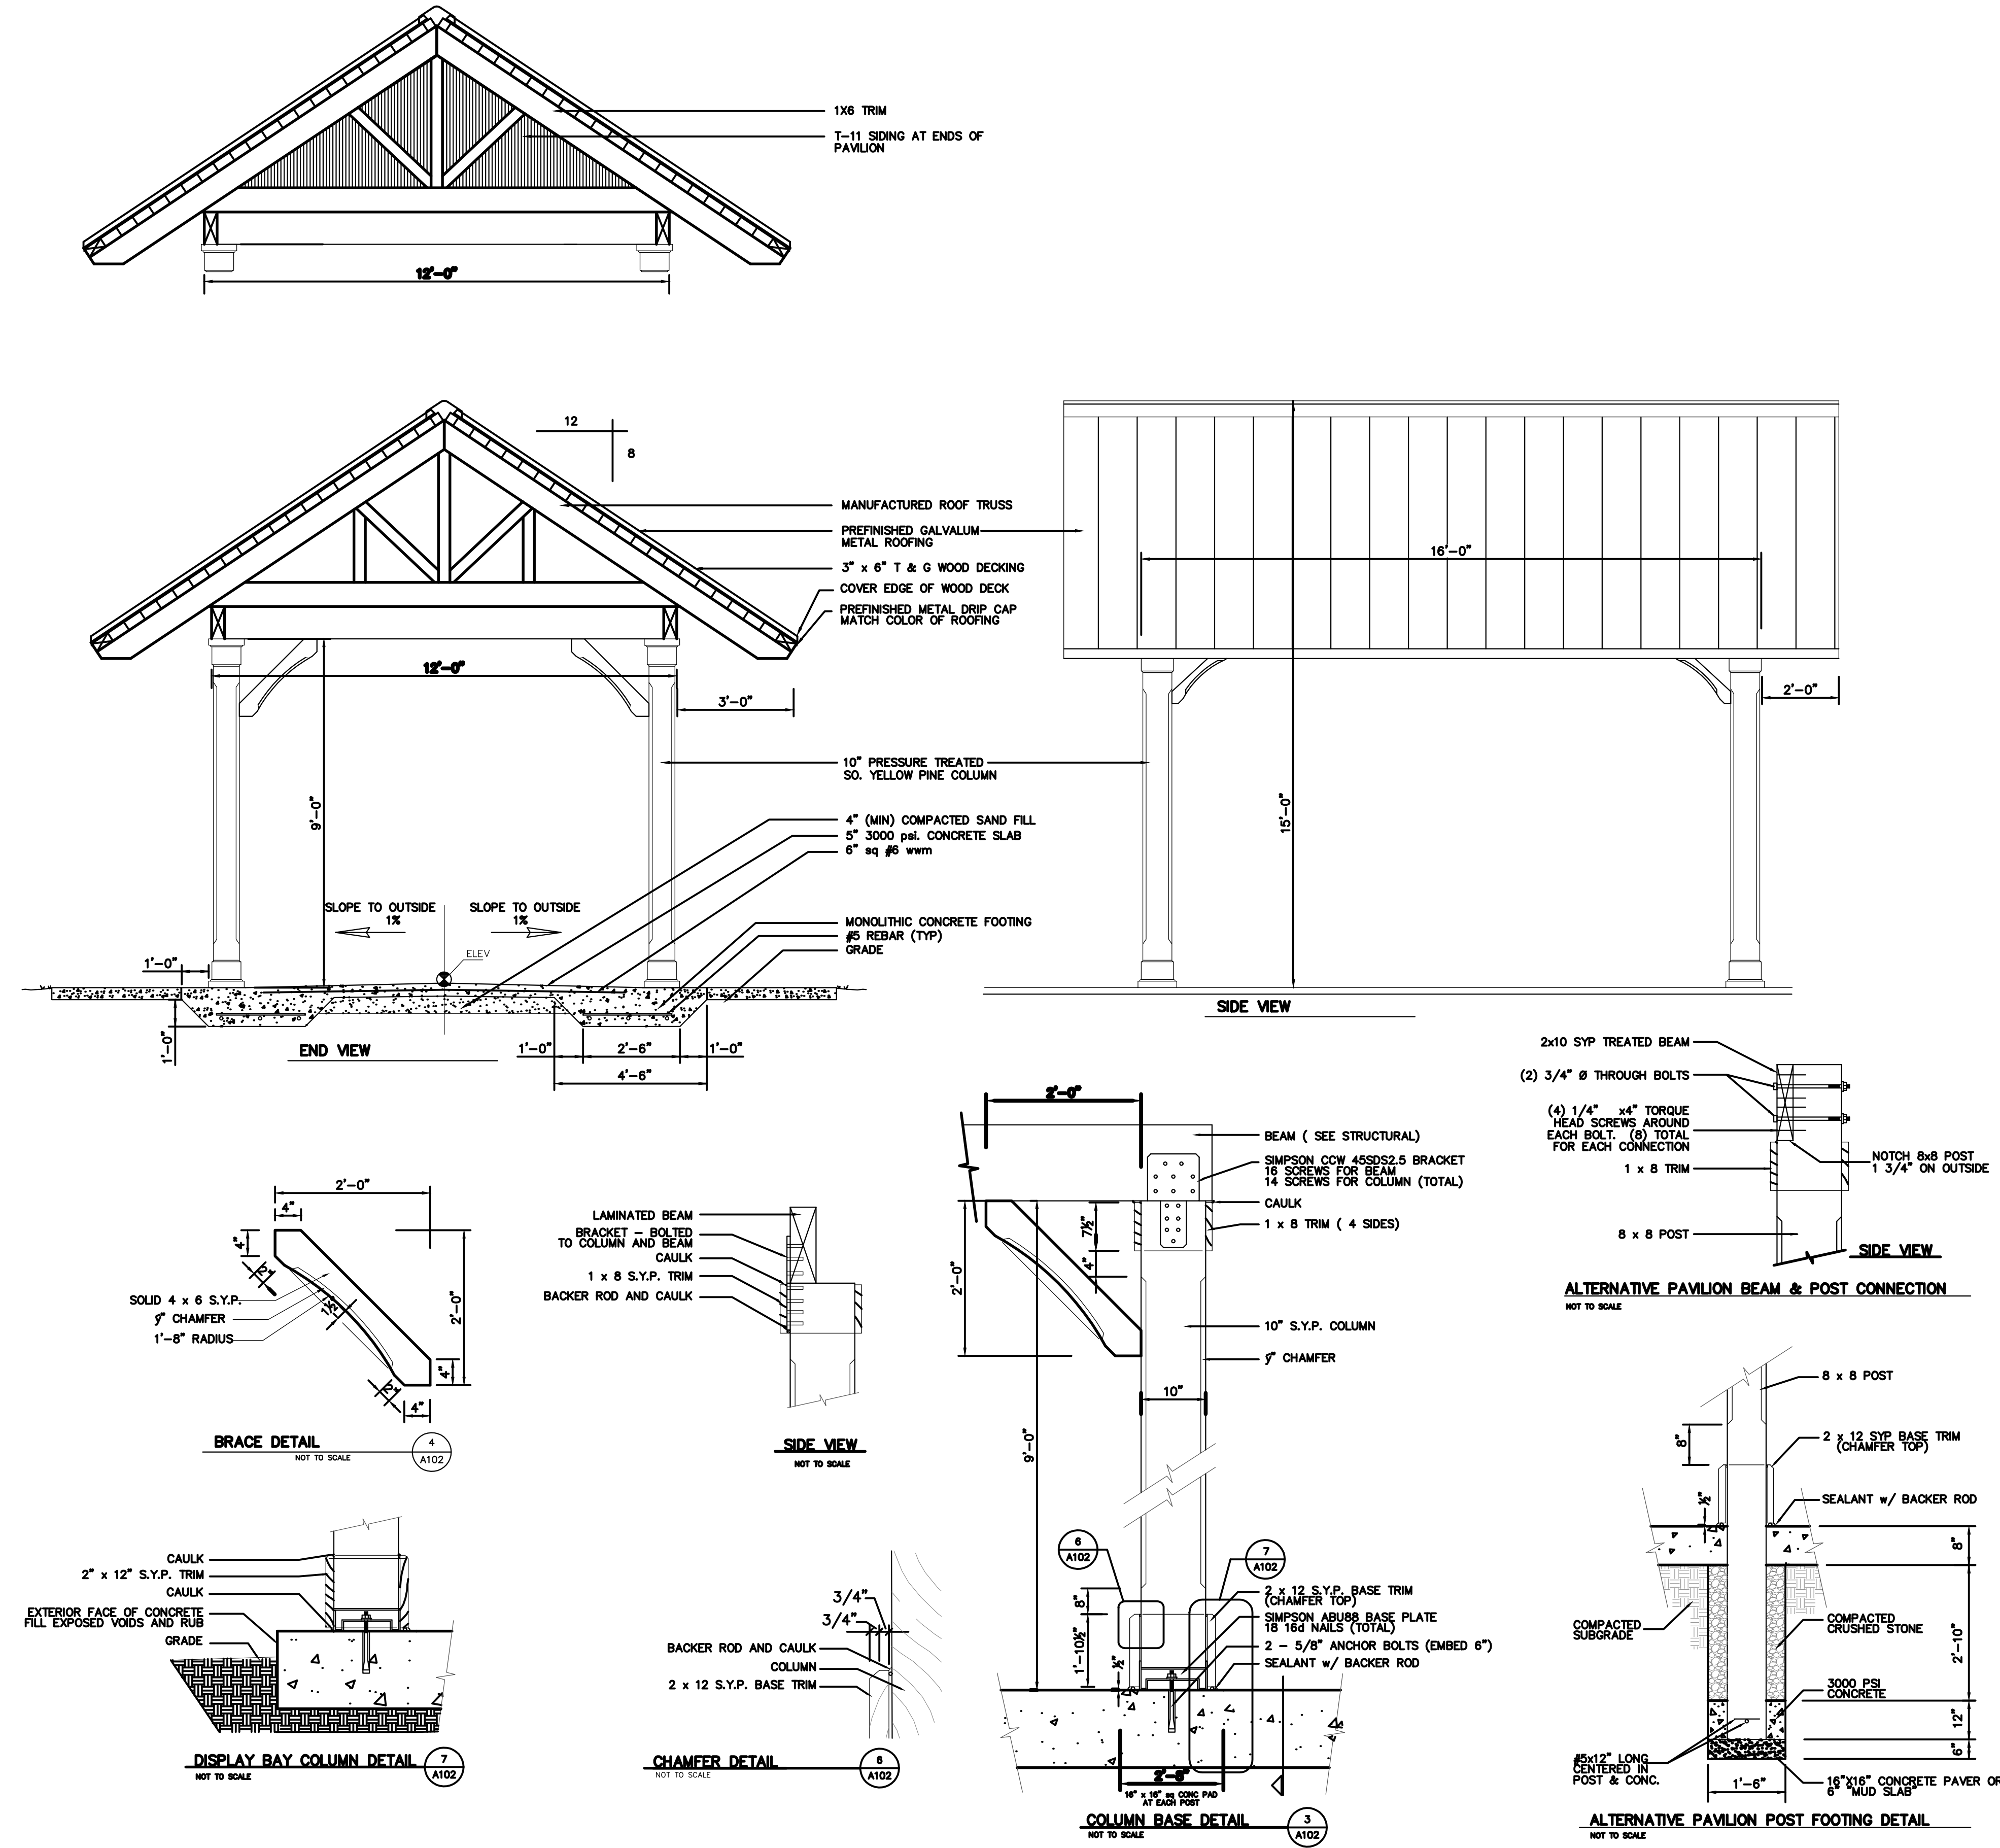 1X6 TRIM
T-11 SIDING AT ENDS OF
PAVILION
12'-0"
12
8
MANUFACTURED ROOF TRUSS
PREFINISHED GALVALUM
METAL ROOFING
3" x 6" T & G WOOD DECKING
COVER EDGE OF WOOD DECK
PREFINISHED METAL DRIP CAP
MATCH COLOR OF ROOFING
12'-0"
3'-0"
9'-0"
10" PRESSURE TREATED
SO. YELLOW PINE COLUMN
4" (MIN) COMPACTED SAND FILL
5" 3000 psi. CONCRETE SLAB
6" sq #6 wwm
SLOPE TO OUTSIDE
1%
SLOPE TO OUTSIDE
1%
ELEV
MONOLITHIC CONCRETE FOOTING
#5 REBAR (TYP)
GRADE
1'-0"
1'-0"
END VIEW
1'-0"
2'-6"
1'-0"
4'-6"
16'-0"
2'-0"
15'-0"
SIDE VIEW
2'-0"
4"
4"
2"
SOLID 4 x 6 S.Y.P.
CHAMFER
1'-8" RADIUS
1½"
2'-0"
4"
2"
4"
BRACE DETAIL
NOT TO SCALE
4
A102
LAMINATED BEAM
BRACKET - BOLTED
TO COLUMN AND BEAM
CAULK
1 x 8 S.Y.P. TRIM
BACKER ROD AND CAULK
SIDE VIEW
NOT TO SCALE
2'-0"
BEAM ( SEE STRUCTURAL)
SIMPSON CCW 45SDS2.5 BRACKET
16 SCREWS FOR BEAM
14 SCREWS FOR COLUMN (TOTAL)
CAULK
1 x 8 TRIM ( 4 SIDES)
7½"
4"
2'-0"
10" S.Y.P. COLUMN
CHAMFER
10"
9'-0"
6
A102
7
A102
8"
1'-10½"
½"
2 x 12 S.Y.P. BASE TRIM
(CHAMFER TOP)
SIMPSON ABU88 BASE PLATE
18 16d NAILS (TOTAL)
2 - 5/8" ANCHOR BOLTS (EMBED 6")
SEALANT w/ BACKER ROD
16" x 16" sq CONC PAD
AT EACH POST
COLUMN BASE DETAIL
NOT TO SCALE
3
A102
2x10 SYP TREATED BEAM
(2) 3/4" Ø THROUGH BOLTS
(4) 1/4" x4" TORQUE
HEAD SCREWS AROUND
EACH BOLT. (8) TOTAL
FOR EACH CONNECTION
1 x 8 TRIM
NOTCH 8x8 POST
1 3/4" ON OUTSIDE
8 x 8 POST
SIDE VIEW
ALTERNATIVE PAVILION BEAM & POST CONNECTION
NOT TO SCALE
8 x 8 POST
8"
2 x 12 SYP BASE TRIM
(CHAMFER TOP)
½"
SEALANT w/ BACKER ROD
8"
COMPACTED
SUBGRADE
COMPACTED
CRUSHED STONE
2'-10"
3000 PSI
CONCRETE
12"
6"
#5x12" LONG
CENTERED IN
POST & CONC.
1'-6"
16"X16" CONCRETE PAVER OR
6" "MUD SLAB"
ALTERNATIVE PAVILION POST FOOTING DETAIL
NOT TO SCALE
CAULK
2" x 12" S.Y.P. TRIM
CAULK
EXTERIOR FACE OF CONCRETE
FILL EXPOSED VOIDS AND RUB
GRADE
DISPLAY BAY COLUMN DETAIL
NOT TO SCALE
7
A102
3/4"
3/4"
BACKER ROD AND CAULK
COLUMN
2 x 12 S.Y.P. BASE TRIM
CHAMFER DETAIL
NOT TO SCALE
6
A102